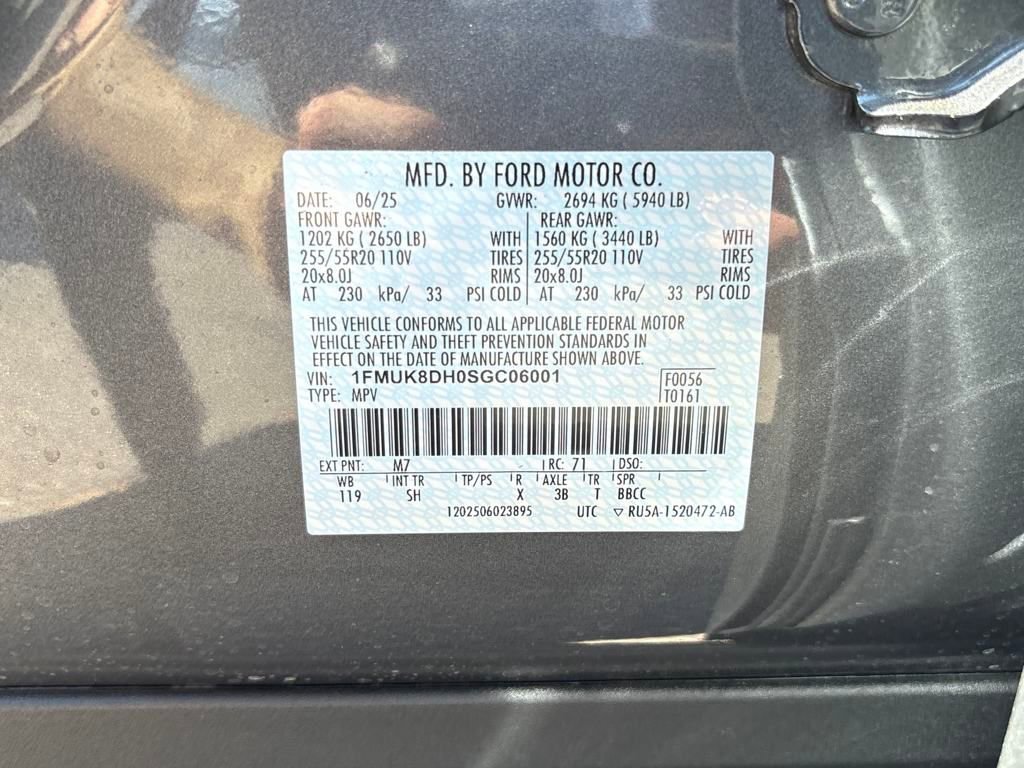 MFD. BY FORD MOTOR CO.
DATE: 06/25 GVWR: 2694 KG ( 5940 LB)
FRONT GAWR: REAR GAWR:
1202 KG ( 2650 LB) WITH 1560 KG ( 3440 LB) WITH
255/55R20 110V TIRES 255/55R20 110V TIRES
20x8.0J RIMS 20x8.0J RIMS
AT 230 kPa/ 33 PSI COLD AT 230 kPa/ 33 PSI COLD
THIS VEHICLE CONFORMS TO ALL APPLICABLE FEDERAL MOTOR
VEHICLE SAFETY AND THEFT PREVENTION STANDARDS IN
EFFECT ON THE DATE OF MANUFACTURE SHOWN ABOVE.
VIN: 1FMUK8DH0SGC06001 F0056
TYPE: MPV T0161
EXT PNT: M7 RC: 71 DSO:
WB INT TR TP/PS R AXLE TR SPR
119 SH X 3B T BBCC
1202506023895 UTC ▽ RU5A-1520472-AB